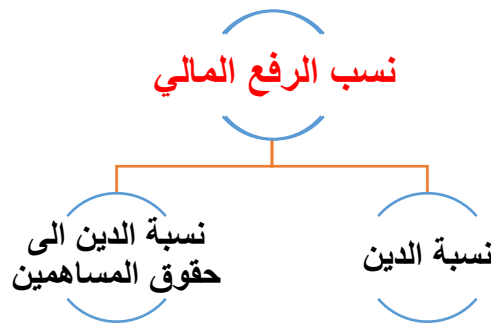 نسب الرفع المالي
نسبة الدين
نسبة الدين الى
حقوق المساهمين